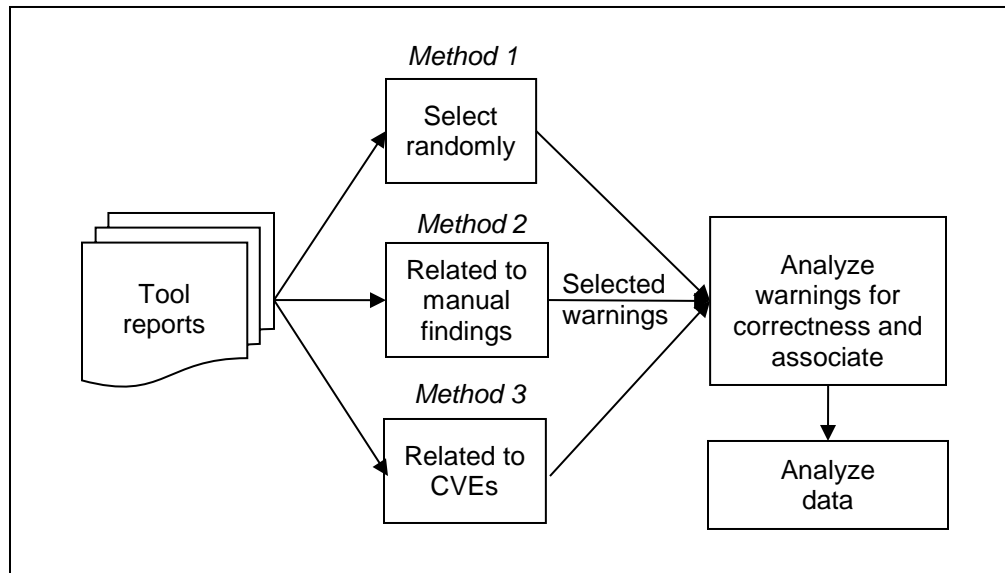 Method 1
Select
randomly
Tool
reports
Method 2
Related to
manual
findings
Selected
warnings
Method 3
Related to
CVEs
Analyze
warnings for
correctness and
associate
Analyze
data